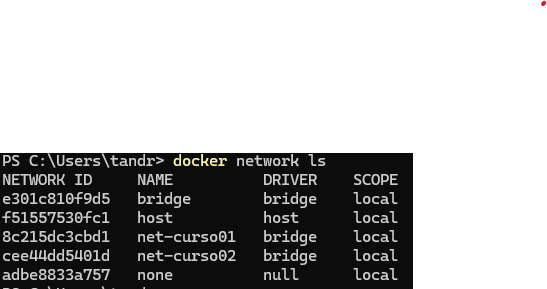 PS C:\Users\tandr> docker network ls
NETWORK ID     NAME          DRIVER    SCOPE
e301c810f9d5   bridge        bridge    local
f51557530fc1   host          host      local
8c215dc3cbd1   net-curso01   bridge    local
cee44dd5401d   net-curso02   bridge    local
adbe8833a757   none          null      local